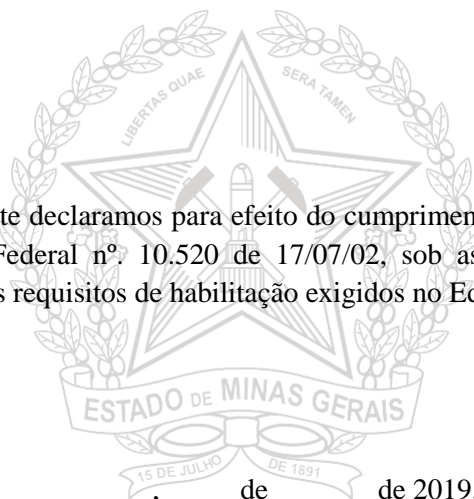 LIBERTAS QUAE SERA TAMEN
te declaramos para efeito do cumprimen
Federal nº. 10.520 de 17/07/02, sob as
s requisitos de habilitação exigidos no Ed
ESTADO DE MINAS GERAIS
15 DE JULHO DE 1891
, de de 2019